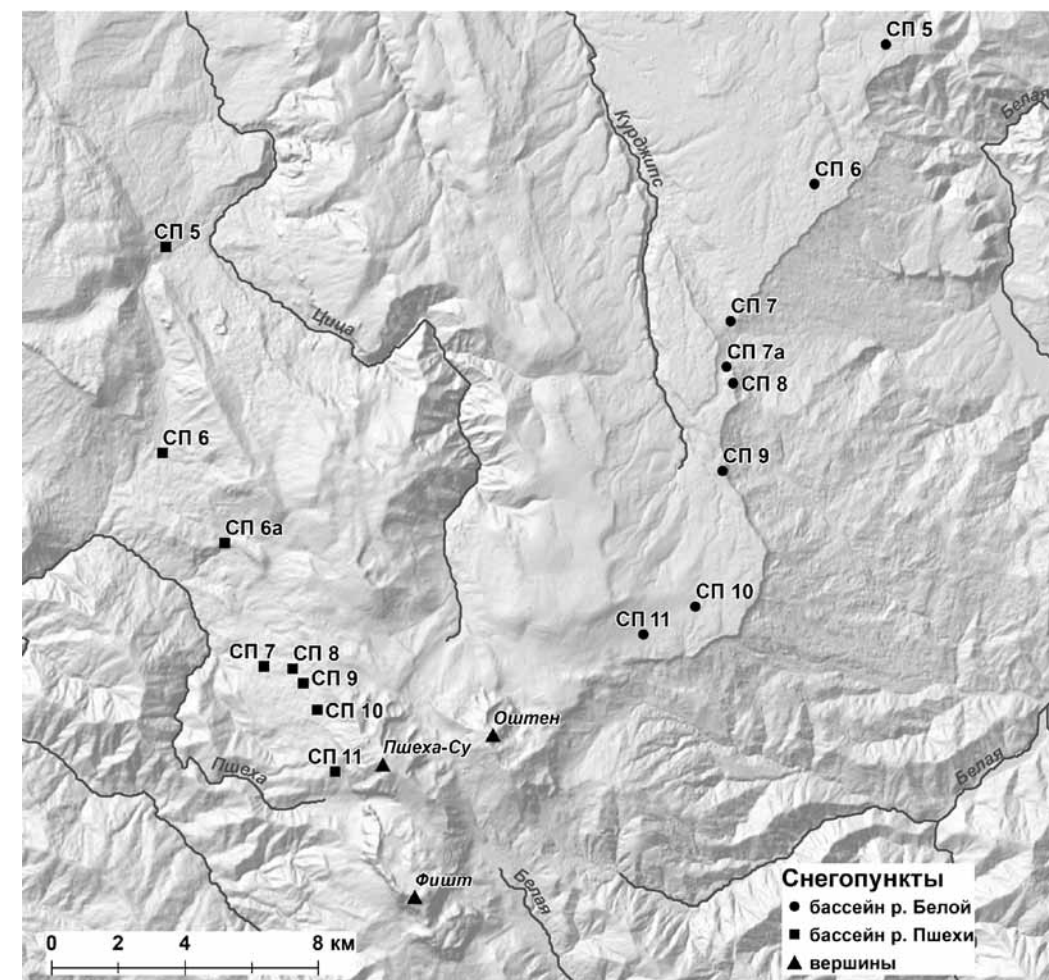 СП 5
Белая
Курджипс
СП 6
СП 5
Цица
СП 7
СП 7а
СП 8
СП 6
СП 9
СП 6а
СП 10
СП 11
СП 7
СП 8
СП 9
СП 10
Оштен
Пшеха-Су
СП 11
Пшеха
Белая
Фишт
Белая
Снегопункты
бассейн р. Белой
бассейн р. Пшехи
вершины
0 2 4 8 км